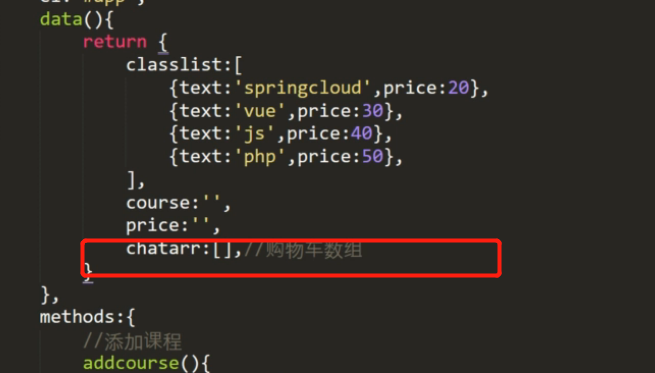 data(){
return {
classlist:[
{text:'springcloud',price:20},
{text:'vue',price:30},
{text:'js',price:40},
{text:'php',price:50},
],
course:'',
price:'',
chatarr:[],//购物车数组
}
},
methods:{
//添加课程
addcourse(){